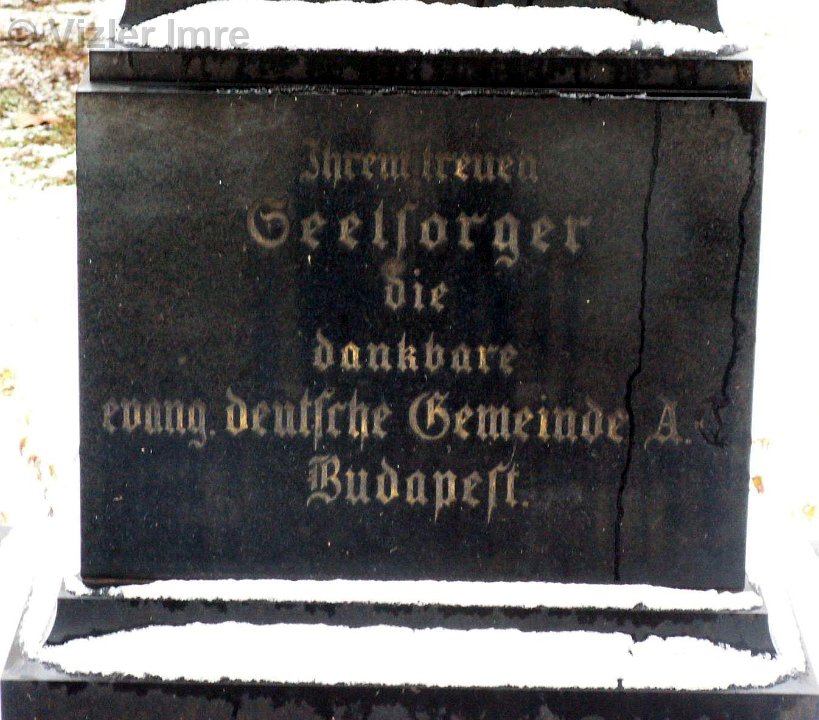 © Vizler Imre
Ihrem treuen
Seelsorger
die
dankbare
evang. deutsche Gemeinde A.
Budapest.